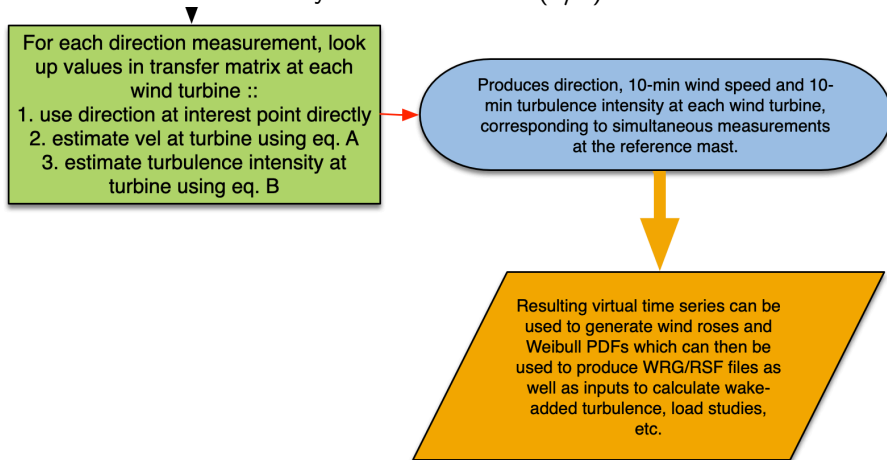 For each direction measurement, look
up values in transfer matrix at each
wind turbine ::
1. use direction at interest point directly
2. estimate vel at turbine using eq. A
3. estimate turbulence intensity at
turbine using eq. B
Produces direction, 10-min wind speed and 10-
min turbulence intensity at each wind turbine,
corresponding to simultaneous measurements
at the reference mast.
Resulting virtual time series can be
used to generate wind roses and
Weibull PDFs which can then be
used to produce WRG/RSF files as
well as inputs to calculate wake-
added turbulence, load studies,
etc.